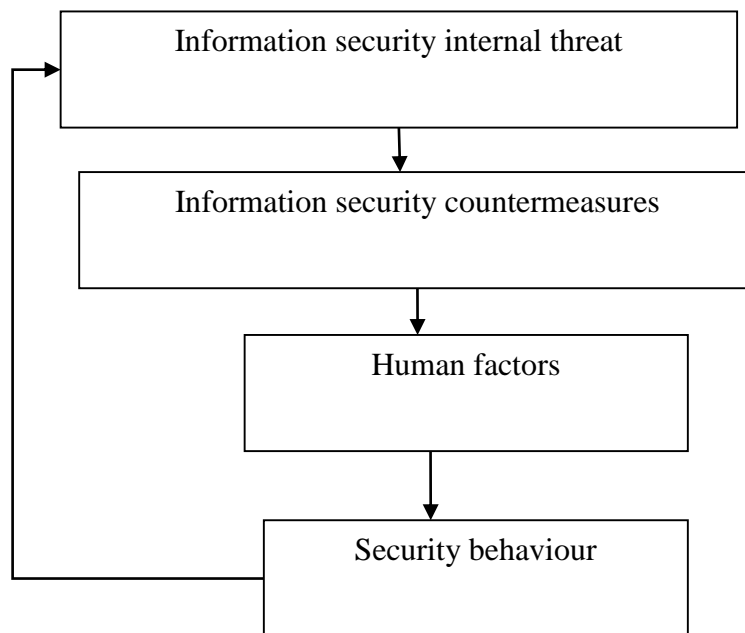 Information security internal threat
Information security countermeasures
Human factors
Security behaviour